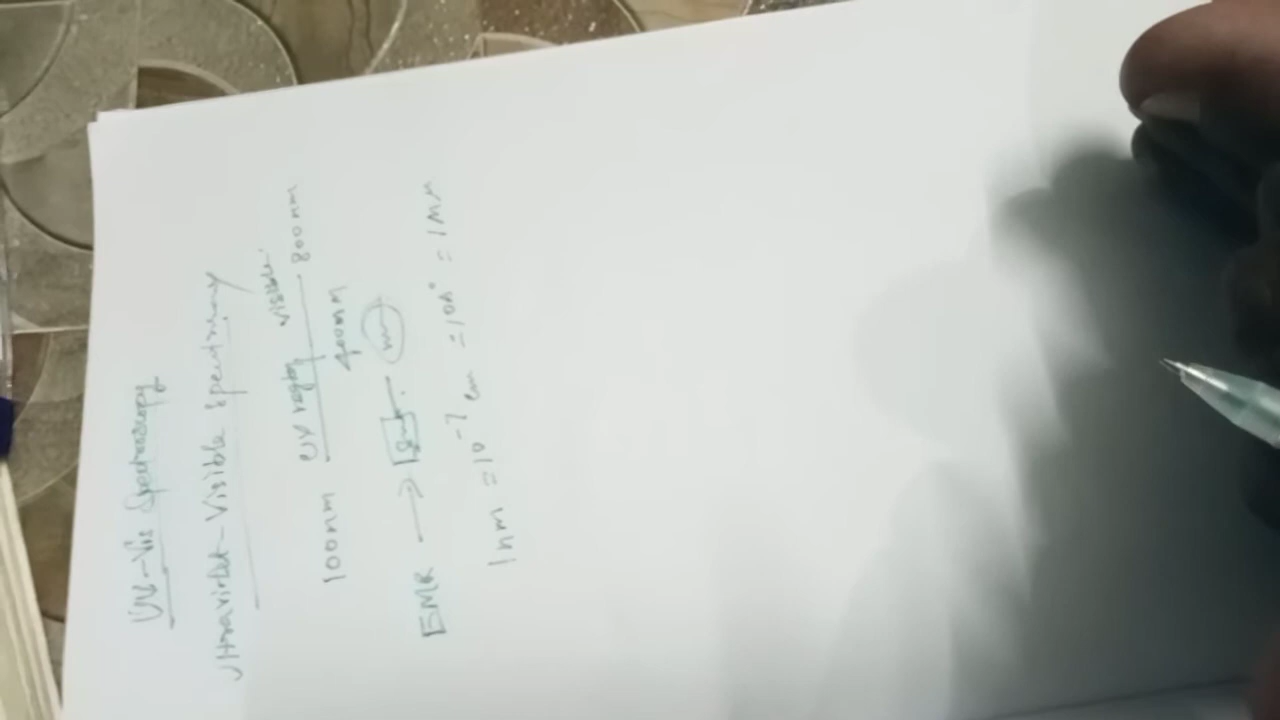 UV-Vis Spectroscopy
Ultraviolet-Visible Spectroscopy
UV region visible
100nm 800nm
400nm
EMR →
1nm = 10⁻⁷ cm = 10A° = 1Mμ